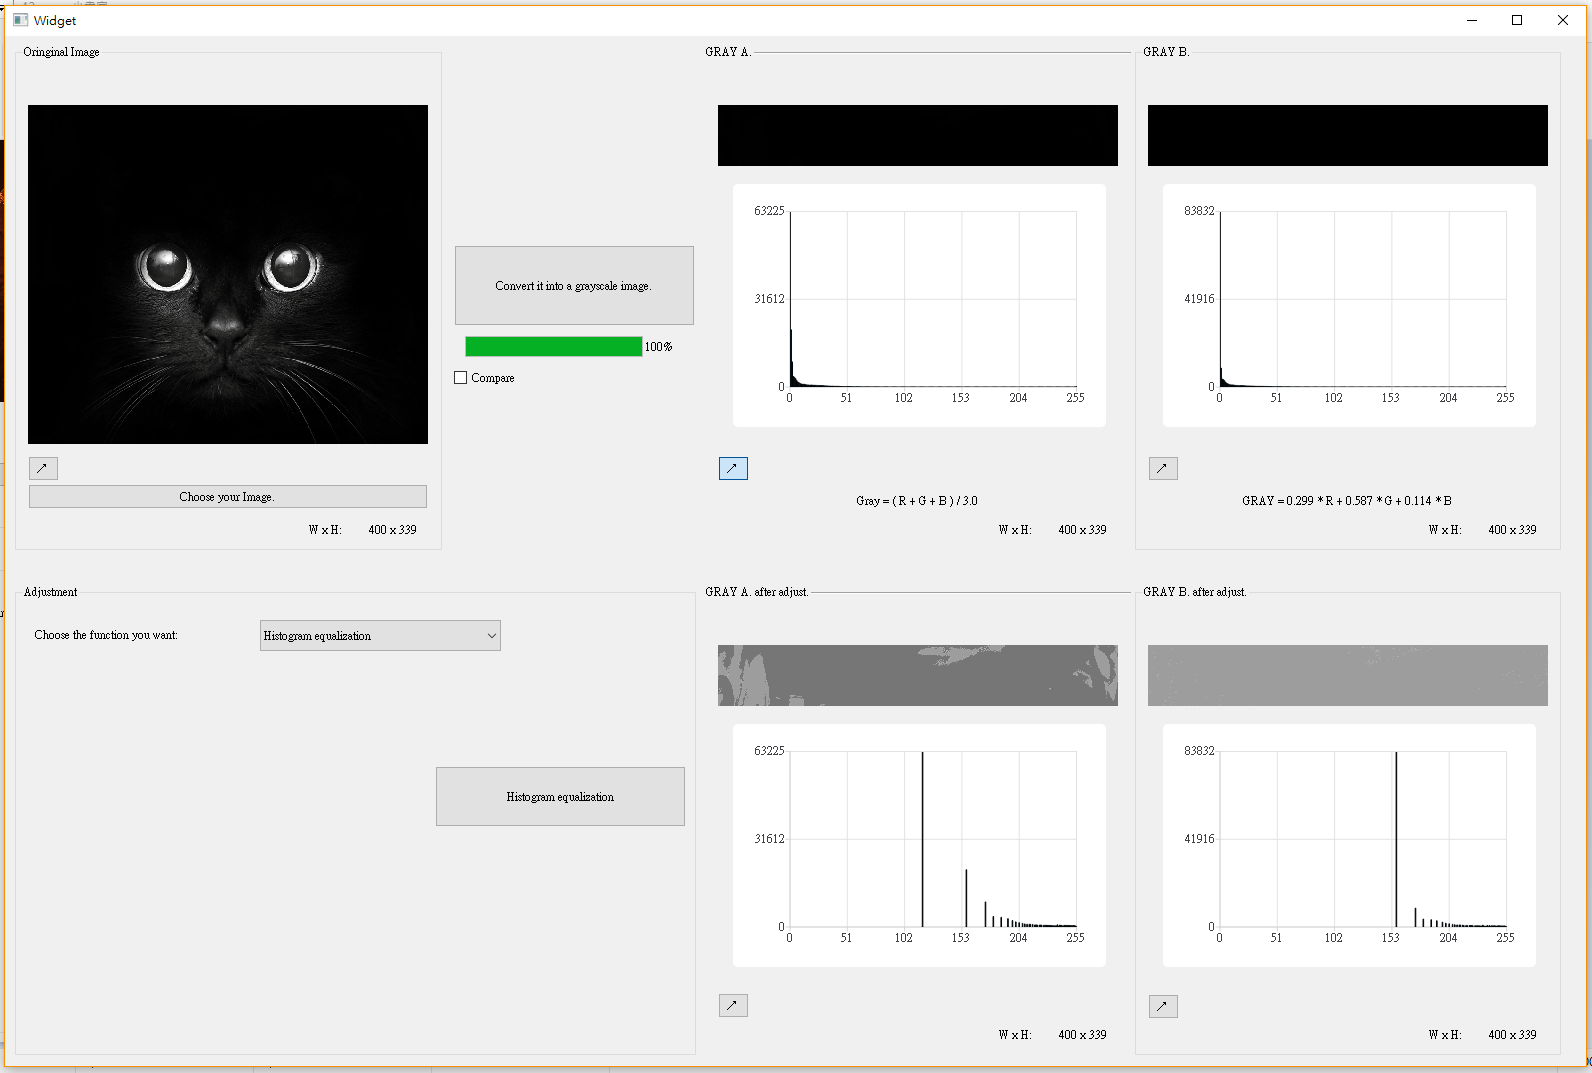 Widget
Oringinal Image
Choose your Image.
W x H: 400 x 339
Convert it into a grayscale image.
100%
Compare
GRAY A.
63225
31612
0
0 51 102 153 204 255
Gray = ( R + G + B ) / 3.0
W x H: 400 x 339
GRAY B.
83832
41916
0
0 51 102 153 204 255
GRAY = 0.299 * R + 0.587 * G + 0.114 * B
W x H: 400 x 339
Adjustment
Choose the function you want:
Histogram equalization
Histogram equalization
GRAY A. after adjust.
63225
31612
0
0 51 102 153 204 255
W x H: 400 x 339
GRAY B. after adjust.
83832
41916
0
0 51 102 153 204 255
W x H: 400 x 339